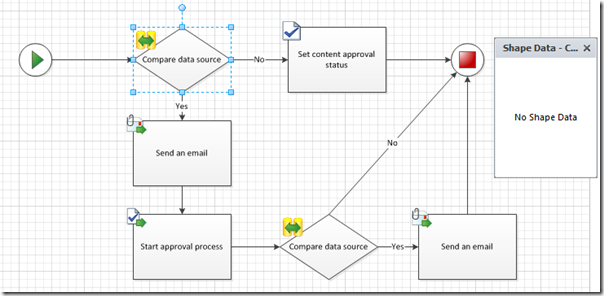 Shape Data - C... ×
Compare data source
No
Set content approval
status
No Shape Data
Yes
Send an email
No
Start approval process
Compare data source
Yes
Send an email